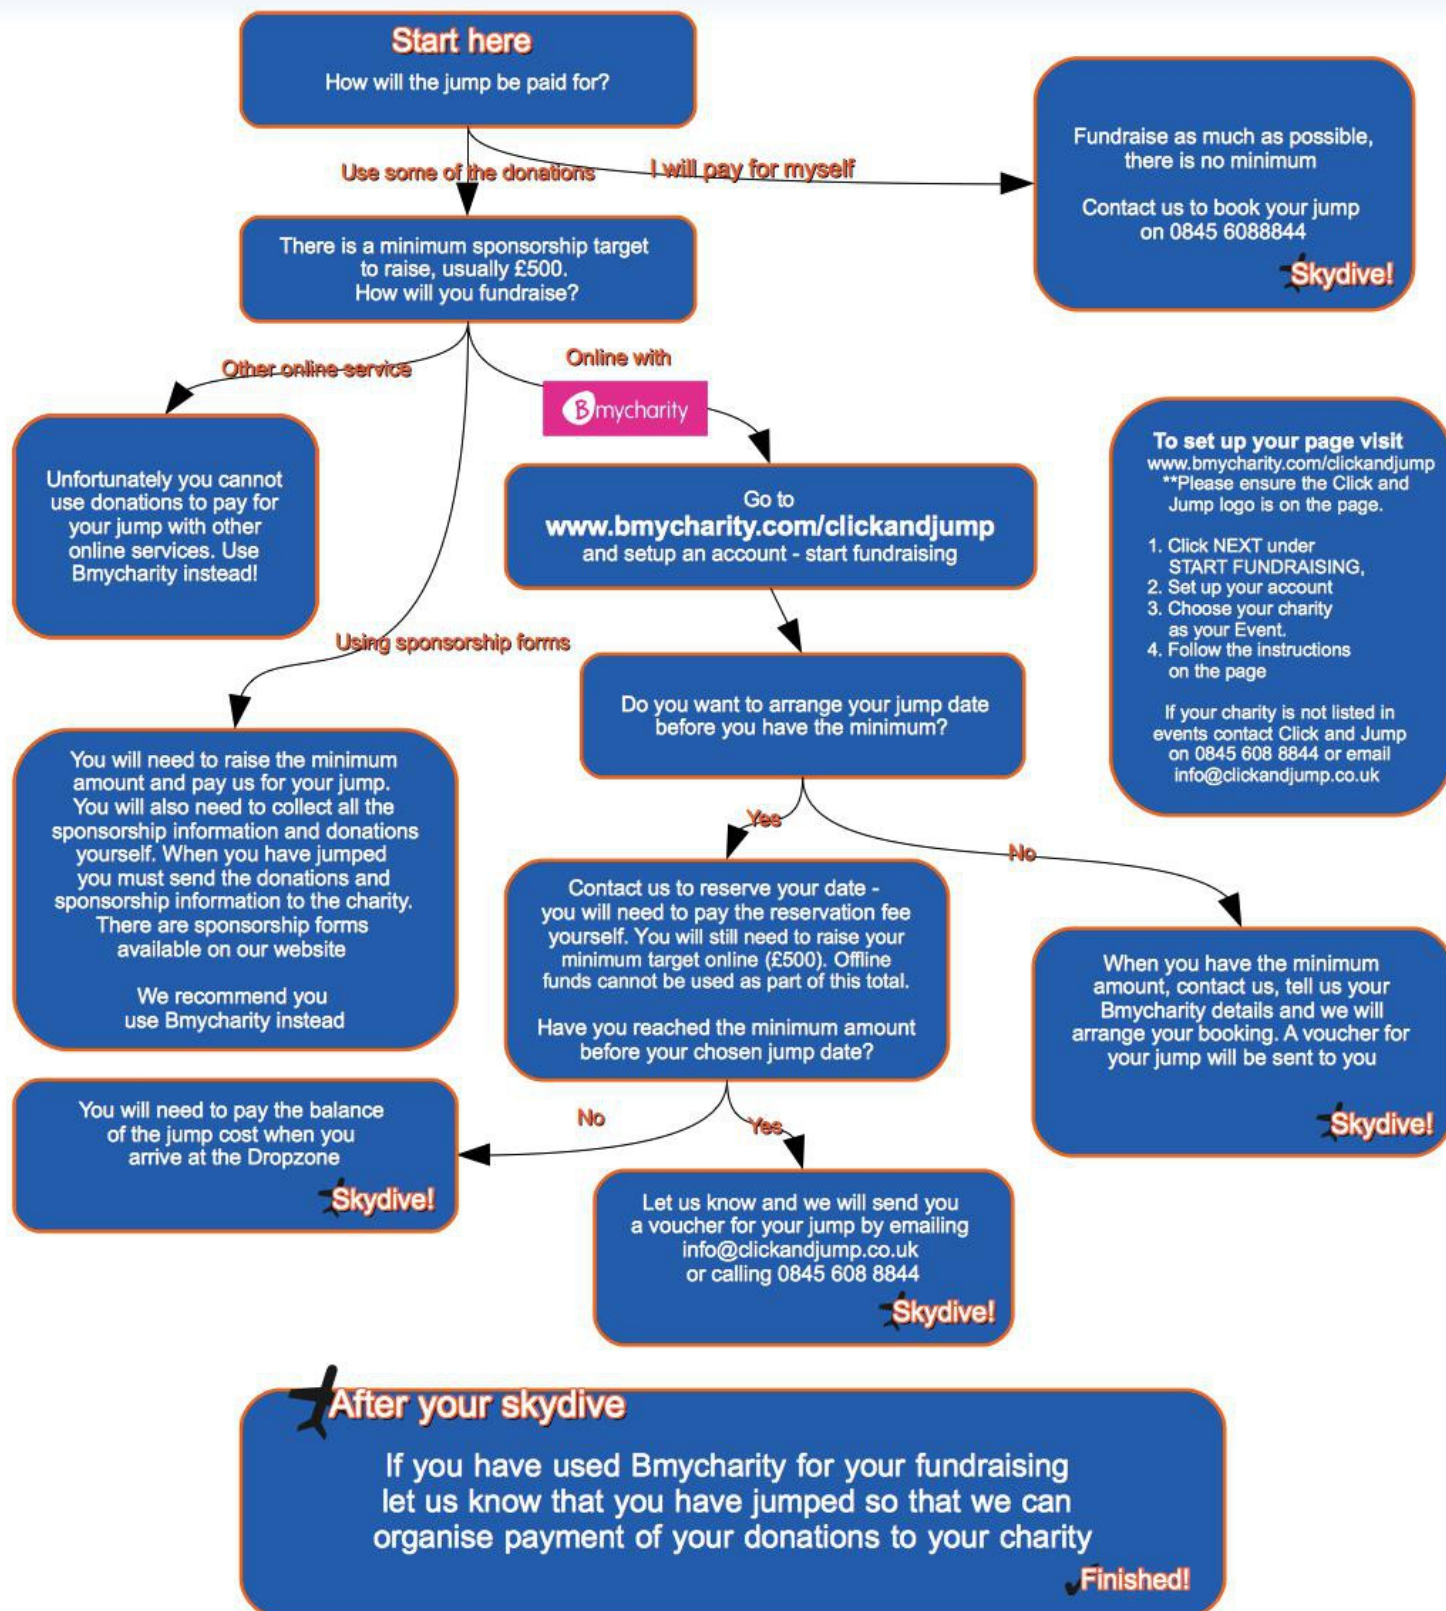 Start here
How will the jump be paid for?
Use some of the donations
I will pay for myself
Fundraise as much as possible,
there is no minimum
Contact us to book your jump
on 0845 6088844
Skydive!
There is a minimum sponsorship target
to raise, usually £500.
How will you fundraise?
Other online service
Online with
Bmycharity
Using sponsorship forms
Unfortunately you cannot
use donations to pay for
your jump with other
online services. Use
Bmycharity instead!
Go to
www.bmycharity.com/clickandjump
and setup an account - start fundraising
To set up your page visit
www.bmycharity.com/clickandjump
**Please ensure the Click and
Jump logo is on the page.
1. Click NEXT under
START FUNDRAISING,
2. Set up your account
3. Choose your charity
as your Event.
4. Follow the instructions
on the page
If your charity is not listed in
events contact Click and Jump
on 0845 608 8844 or email
info@clickandjump.co.uk
Do you want to arrange your jump date
before you have the minimum?
Yes
No
You will need to raise the minimum
amount and pay us for your jump.
You will also need to collect all the
sponsorship information and donations
yourself. When you have jumped
you must send the donations and
sponsorship information to the charity.
There are sponsorship forms
available on our website
We recommend you
use Bmycharity instead
Contact us to reserve your date -
you will need to pay the reservation fee
yourself. You will still need to raise your
minimum target online (£500). Offline
funds cannot be used as part of this total.
Have you reached the minimum amount
before your chosen jump date?
When you have the minimum
amount, contact us, tell us your
Bmycharity details and we will
arrange your booking. A voucher for
your jump will be sent to you
Skydive!
No
Yes
You will need to pay the balance
of the jump cost when you
arrive at the Dropzone
Skydive!
Let us know and we will send you
a voucher for your jump by emailing
info@clickandjump.co.uk
or calling 0845 608 8844
Skydive!
After your skydive
If you have used Bmycharity for your fundraising
let us know that you have jumped so that we can
organise payment of your donations to your charity
Finished!